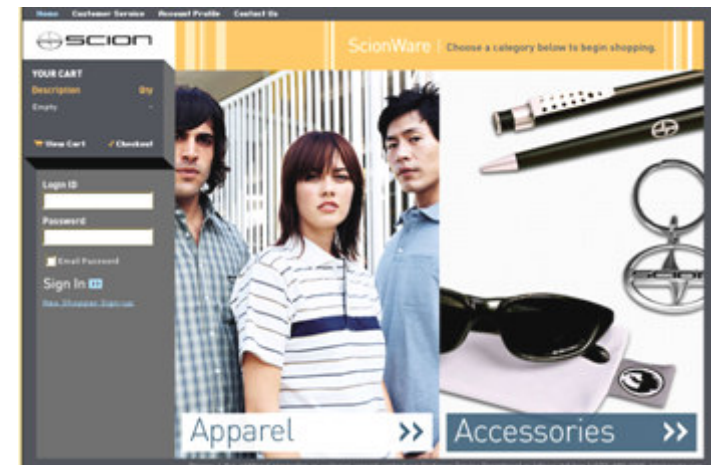 Home Customer Service Account Profile Contact Us
SCION
ScionWare | Choose a category below to begin shopping.
YOUR CART
Description Qty
Empty -
View Cart Checkout
Login ID
Password
Email Password
Sign In >>
New Shopper Sign-up
SCION
Apparel >>
Accessories >>